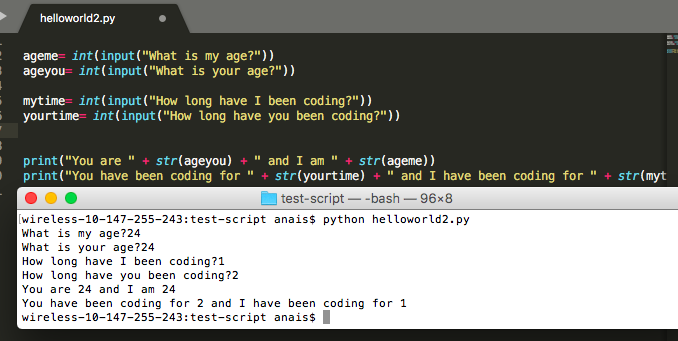 helloworld2.py
ageme= int(input("What is my age?"))
ageyou= int(input("What is your age?"))
mytime= int(input("How long have I been coding?"))
yourtime= int(input("How long have you been coding?"))
print("You are " + str(ageyou) + " and I am " + str(ageme))
print("You have been coding for " + str(yourtime) + " and I have been coding for " + str(myt
test-script — -bash — 96×8
[wireless-10-147-255-243:test-script anais$ python helloworld2.py
What is my age?24
What is your age?24
How long have I been coding?1
How long have you been coding?2
You are 24 and I am 24
You have been coding for 2 and I have been coding for 1
wireless-10-147-255-243:test-script anais$